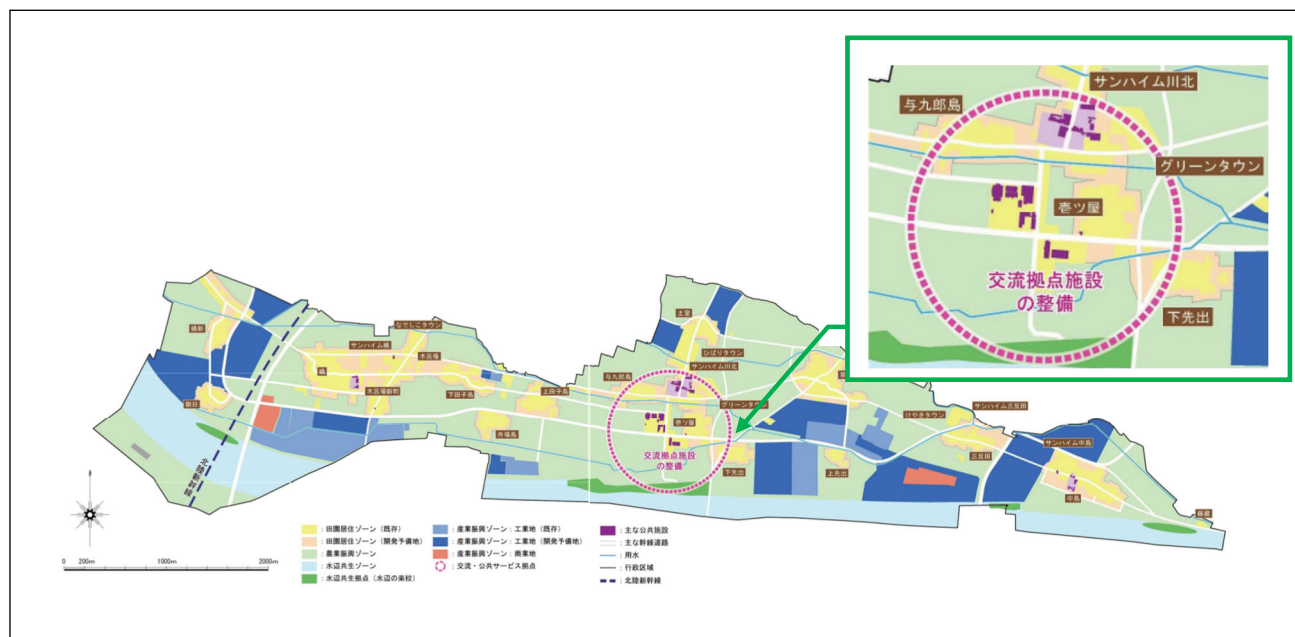 サンハイム川北
与九郎島
グリーンタウン
壱ツ屋
交流拠点施設
の整備
下先出
橘新
なでしこタウン
サンハイム橘
木呂場
橘
木呂場新町
朝日
下田子島
上田子島
舟場島
北陸新幹線
土室
ひばりタウン
サンハイム川北
与九郎島
グリーンタウン
壱ツ屋
交流拠点施設
の整備
下先出
上先出
けやきタウン
サンハイム三反田
三反田
サンハイム中島
中島
:田園居住ゾーン(既存)
:田園居住ゾーン(開発予備地)
:農業振興ゾーン
:水辺共生ゾーン
:水辺共生拠点(水辺の楽校)
:産業振興ゾーン:工業地(既存)
:産業振興ゾーン:工業地(開発予備地)
:産業振興ゾーン:商業地
:交流・公共サービス拠点
:主な公共施設
:主な幹線道路
:用水
:行政区域
:北陸新幹線
0 200m 1000m 2000m